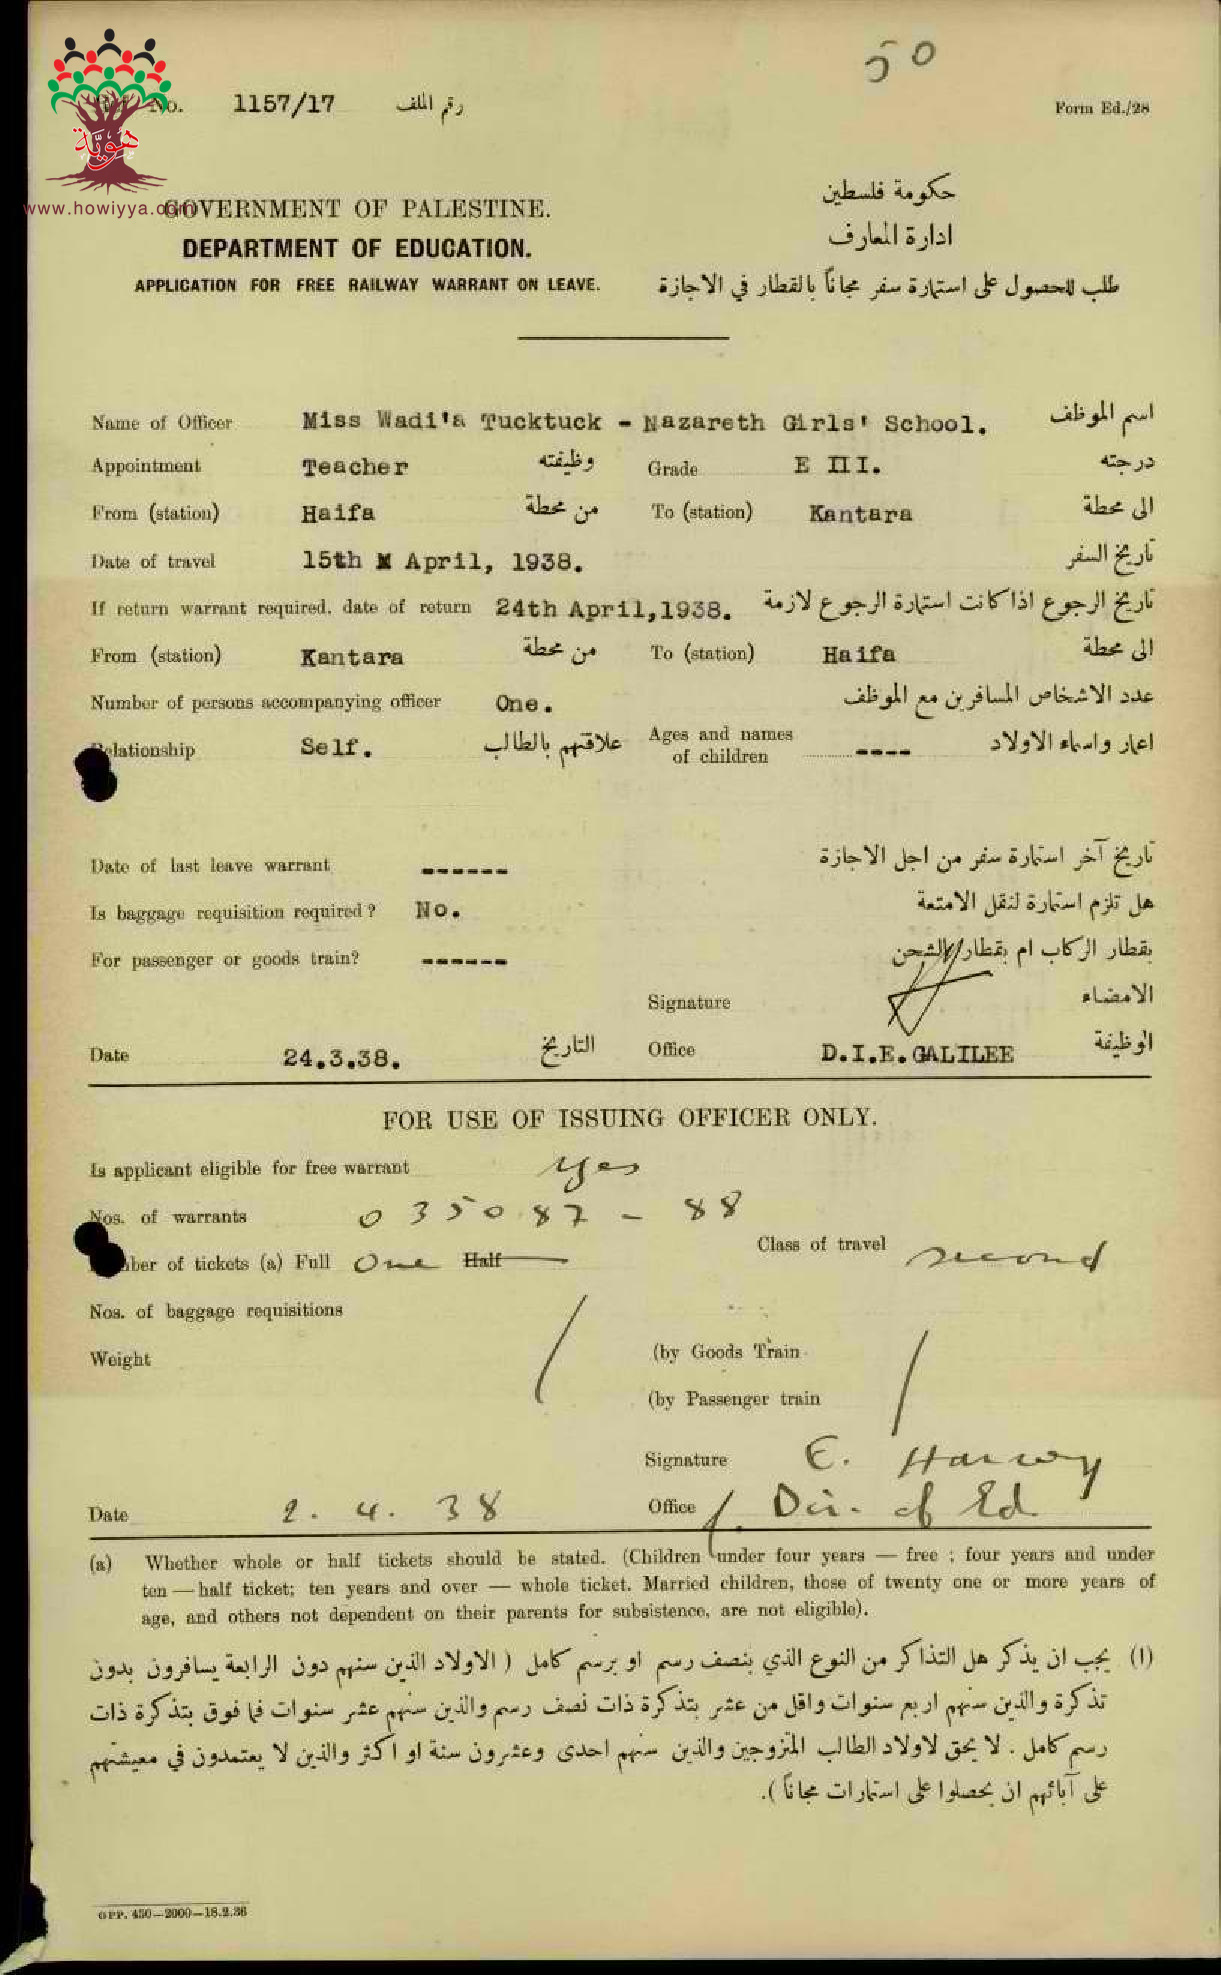 50
هويّة
www.howiyya.com
No. 1157/17 رقم الملف
Form Ed./28
GOVERNMENT OF PALESTINE. حكومة فلسطين
DEPARTMENT OF EDUCATION. ادارة المعارف
APPLICATION FOR FREE RAILWAY WARRANT ON LEAVE. طلب للحصول على استمارة سفر مجاناً بالقطار في الاجازة
Name of Officer Miss Wadi'a Tucktuck - Nazareth Girls' School. اسم الموظف
Appointment Teacher وظيفته Grade E III. درجته
From (station) Haifa من محطة To (station) Kantara الى محطة
Date of travel 15th M April, 1938. تاريخ السفر
If return warrant required, date of return 24th April,1938. تاريخ الرجوع اذا كانت استمارة الرجوع لازمة
From (station) Kantara من محطة To (station) Haifa الى محطة
Number of persons accompanying officer One. عدد الاشخاص المسافرين مع الموظف
Relationship Self. علاقتهم بالطالب Ages and names of children ---- اعمار واسماء الاولاد
Date of last leave warrant ------ تاريخ آخر استمارة سفر من اجل الاجازة
Is baggage requisition required? No. هل تلزم استمارة لنقل الامتعة
For passenger or goods train? ------ بقطار الركاب ام بقطار الشحن
Signature الامضاء
Date 24.3.38. التاريخ Office D.I.E.GALILEE الوظيفة
FOR USE OF ISSUING OFFICER ONLY.
Is applicant eligible for free warrant yes
Nos. of warrants 035087 - 88
Class of travel second
Number of tickets (a) Full One Half
Nos. of baggage requisitions
Weight (by Goods Train
(by Passenger train
Signature E. Harvey
Date 2. 4. 38 Office f. Dir. of Ed
(a) Whether whole or half tickets should be stated. (Children under four years — free ; four years and under
ten — half ticket; ten years and over — whole ticket. Married children, those of twenty one or more years of
age, and others not dependent on their parents for subsistence, are not eligible).
(١) يجب ان يذكر هل التذاكر من النوع الذي بنصف رسم او برسم كامل ( الاولاد الذين سنهم دون الرابعة يسافرون بدون
تذكرة والذين سنهم اربع سنوات واقل من عشر بتذكرة ذات نصف رسم والذين سنهم عشر سنوات فما فوق بتذكرة ذات
رسم كامل . لا يحق لاولاد الطالب المتزوجين والذين سنهم احدى وعشرون سنة او اكثر والذين لا يعتمدون في معيشتهم
على آبائهم ان يحصلوا على استمارات مجاناً ).
GPP. 450—2000—18.2.36